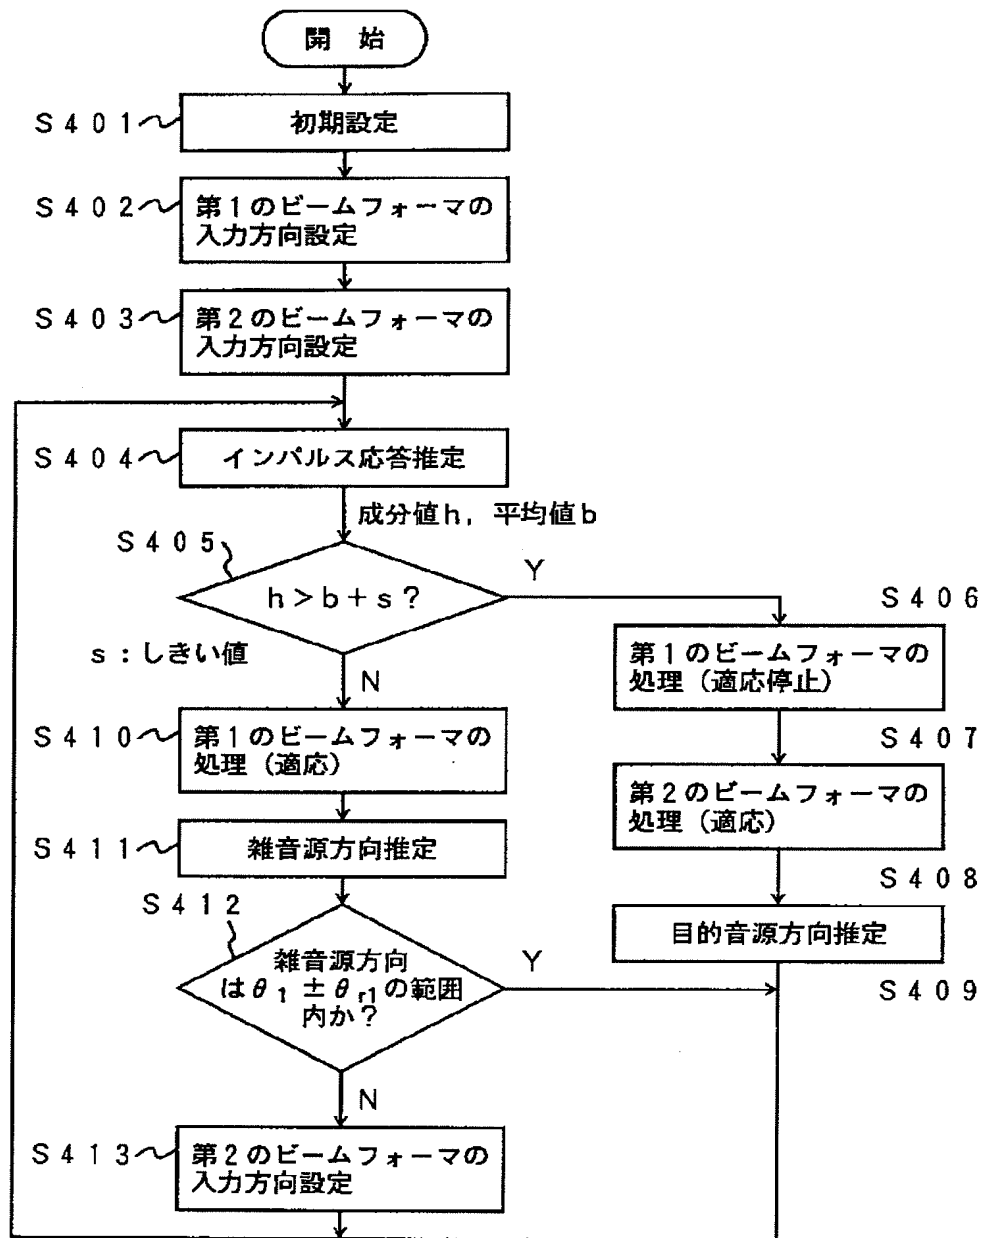 開 始
S401
初期設定
S402
第1のビームフォーマの
入力方向設定
S403
第2のビームフォーマの
入力方向設定
S404
インパルス応答推定
成分値h，平均値b
S405
h＞b＋s？
Y
s：しきい値
N
S406
第1のビームフォーマの
処理（適応停止）
S407
第2のビームフォーマの
処理（適応）
S408
目的音源方向推定
S409
S410
第1のビームフォーマの
処理（適応）
S411
雑音源方向推定
S412
雑音源方向
はθ1±θr1の範囲
内か？
Y
N
S413
第2のビームフォーマの
入力方向設定